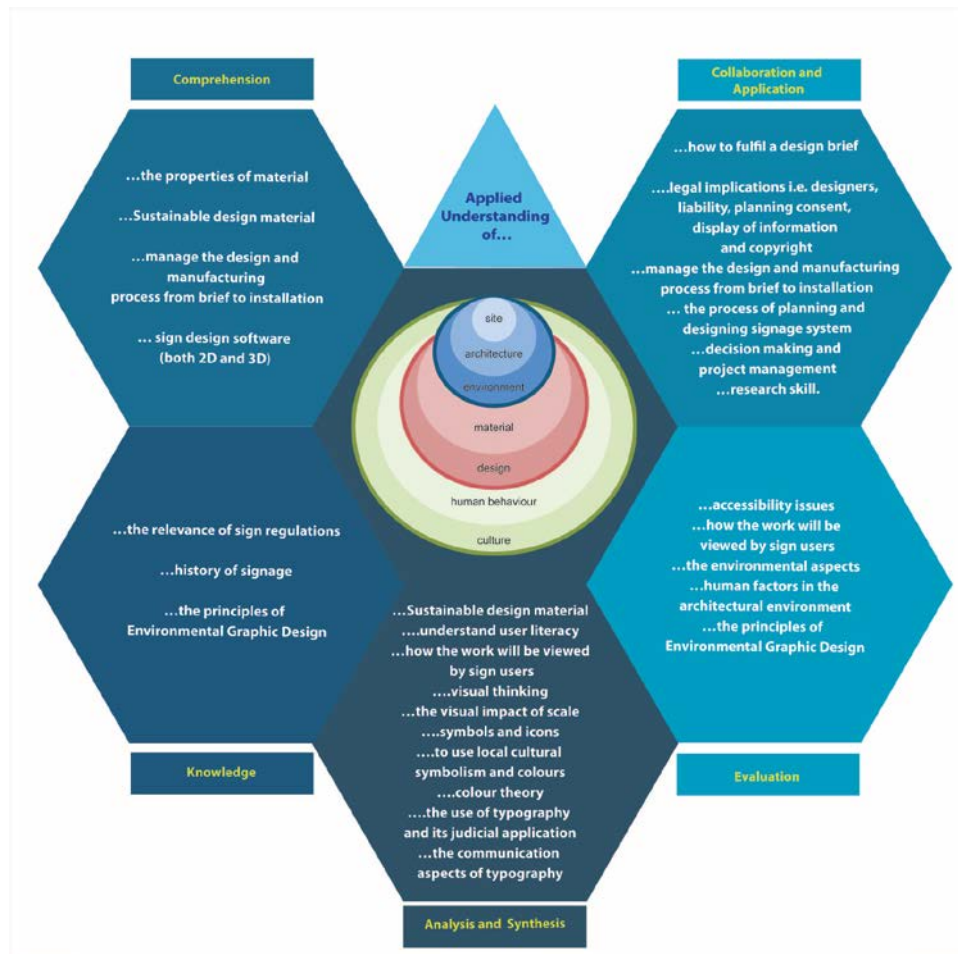 Comprehension
…the properties of material
…Sustainable design material
…manage the design and
manufacturing
process from brief to installation
… sign design software
(both 2D and 3D)
Applied
Understanding
of…
Collaboration and
Application
…how to fulfil a design brief
….legal implications i.e. designers,
liability, planning consent,
display of information
and copyright
…manage the design and manufacturing
process from brief to installation
… the process of planning and
designing signage system
…decision making and
project management
…research skill.
site
architecture
environment
material
design
human behaviour
culture
…the relevance of sign regulations
…history of signage
…the principles of
Environmental Graphic Design
Knowledge
…Sustainable design material
….understand user literacy
…how the work will be viewed
by sign users
….visual thinking
…the visual impact of scale
….symbols and icons
….to use local cultural
symbolism and colours
….colour theory
….the use of typography
and its judicial application
…the communication
aspects of typography
Analysis and Synthesis
…accessibility issues
…how the work will be
viewed by sign users
…the environmental aspects
…human factors in the
architectural environment
…the principles of
Environmental Graphic Design
Evaluation